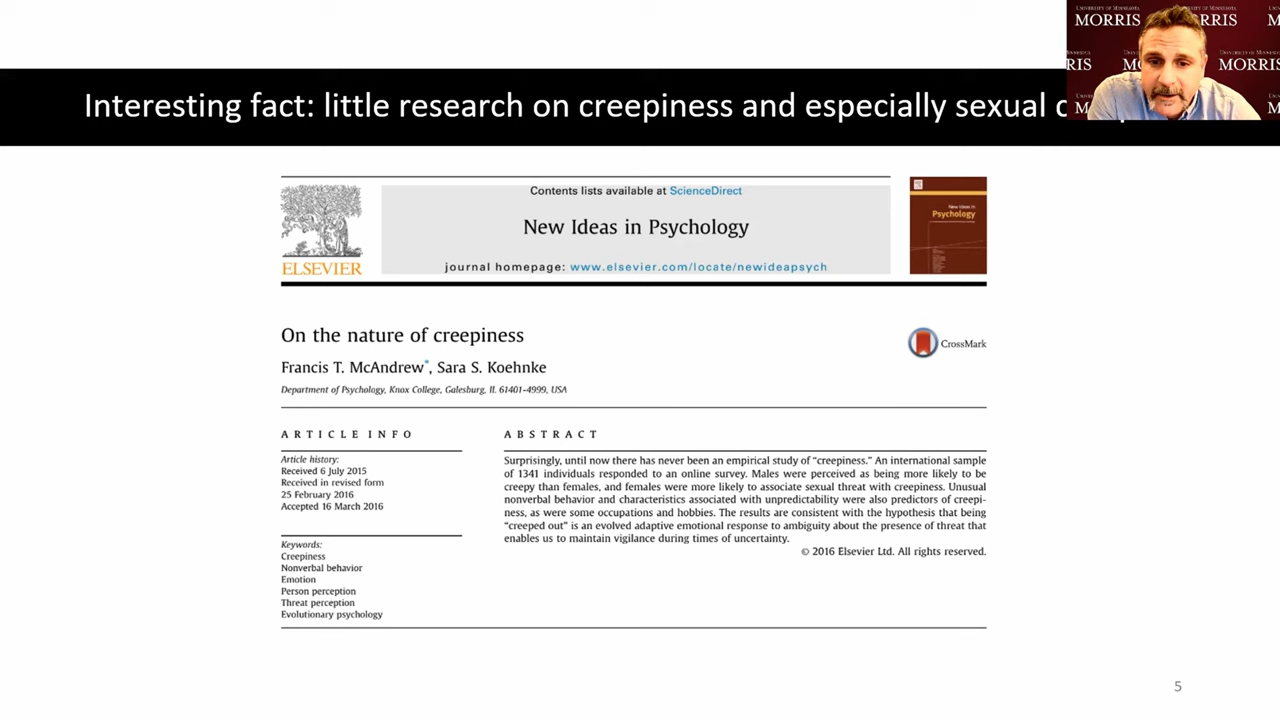 Interesting fact: little research on creepiness and especially sexual
UNIVERSITY OF MINNESOTA
MORRIS
MORRIS
Contents lists available at ScienceDirect
New Ideas in Psychology
journal homepage: www.elsevier.com/locate/newideapsych
ELSEVIER
New Ideas in
Psychology
On the nature of creepiness
CrossMark
Francis T. McAndrew*, Sara S. Koehnke
Department of Psychology, Knox College, Galesburg, IL 61401-4999, USA
ARTICLE INFO
Article history:
Received 6 July 2015
Received in revised form
25 February 2016
Accepted 16 March 2016
Keywords:
Creepiness
Nonverbal behavior
Emotion
Person perception
Threat perception
Evolutionary psychology
ABSTRACT
Surprisingly, until now there has never been an empirical study of “creepiness.” An international sample
of 1341 individuals responded to an online survey. Males were perceived as being more likely to be
creepy than females, and females were more likely to associate sexual threat with creepiness. Unusual
nonverbal behavior and characteristics associated with unpredictability were also predictors of creepi-
ness, as were some occupations and hobbies. The results are consistent with the hypothesis that being
“creeped out” is an evolved adaptive emotional response to ambiguity about the presence of threat that
enables us to maintain vigilance during times of uncertainty.
© 2016 Elsevier Ltd. All rights reserved.
5